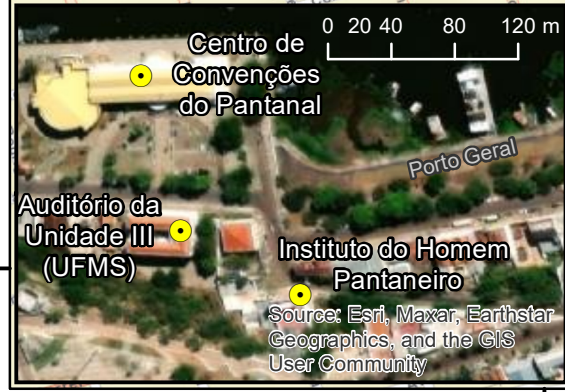 Centro de
Convenções
do Pantanal
0 20 40 80 120 m
Porto Geral
Auditório da
Unidade III
(UFMS)
Instituto do Homem
Pantaneiro
Source: Esri, Maxar, Earthstar
Geographics, and the GIS
User Community